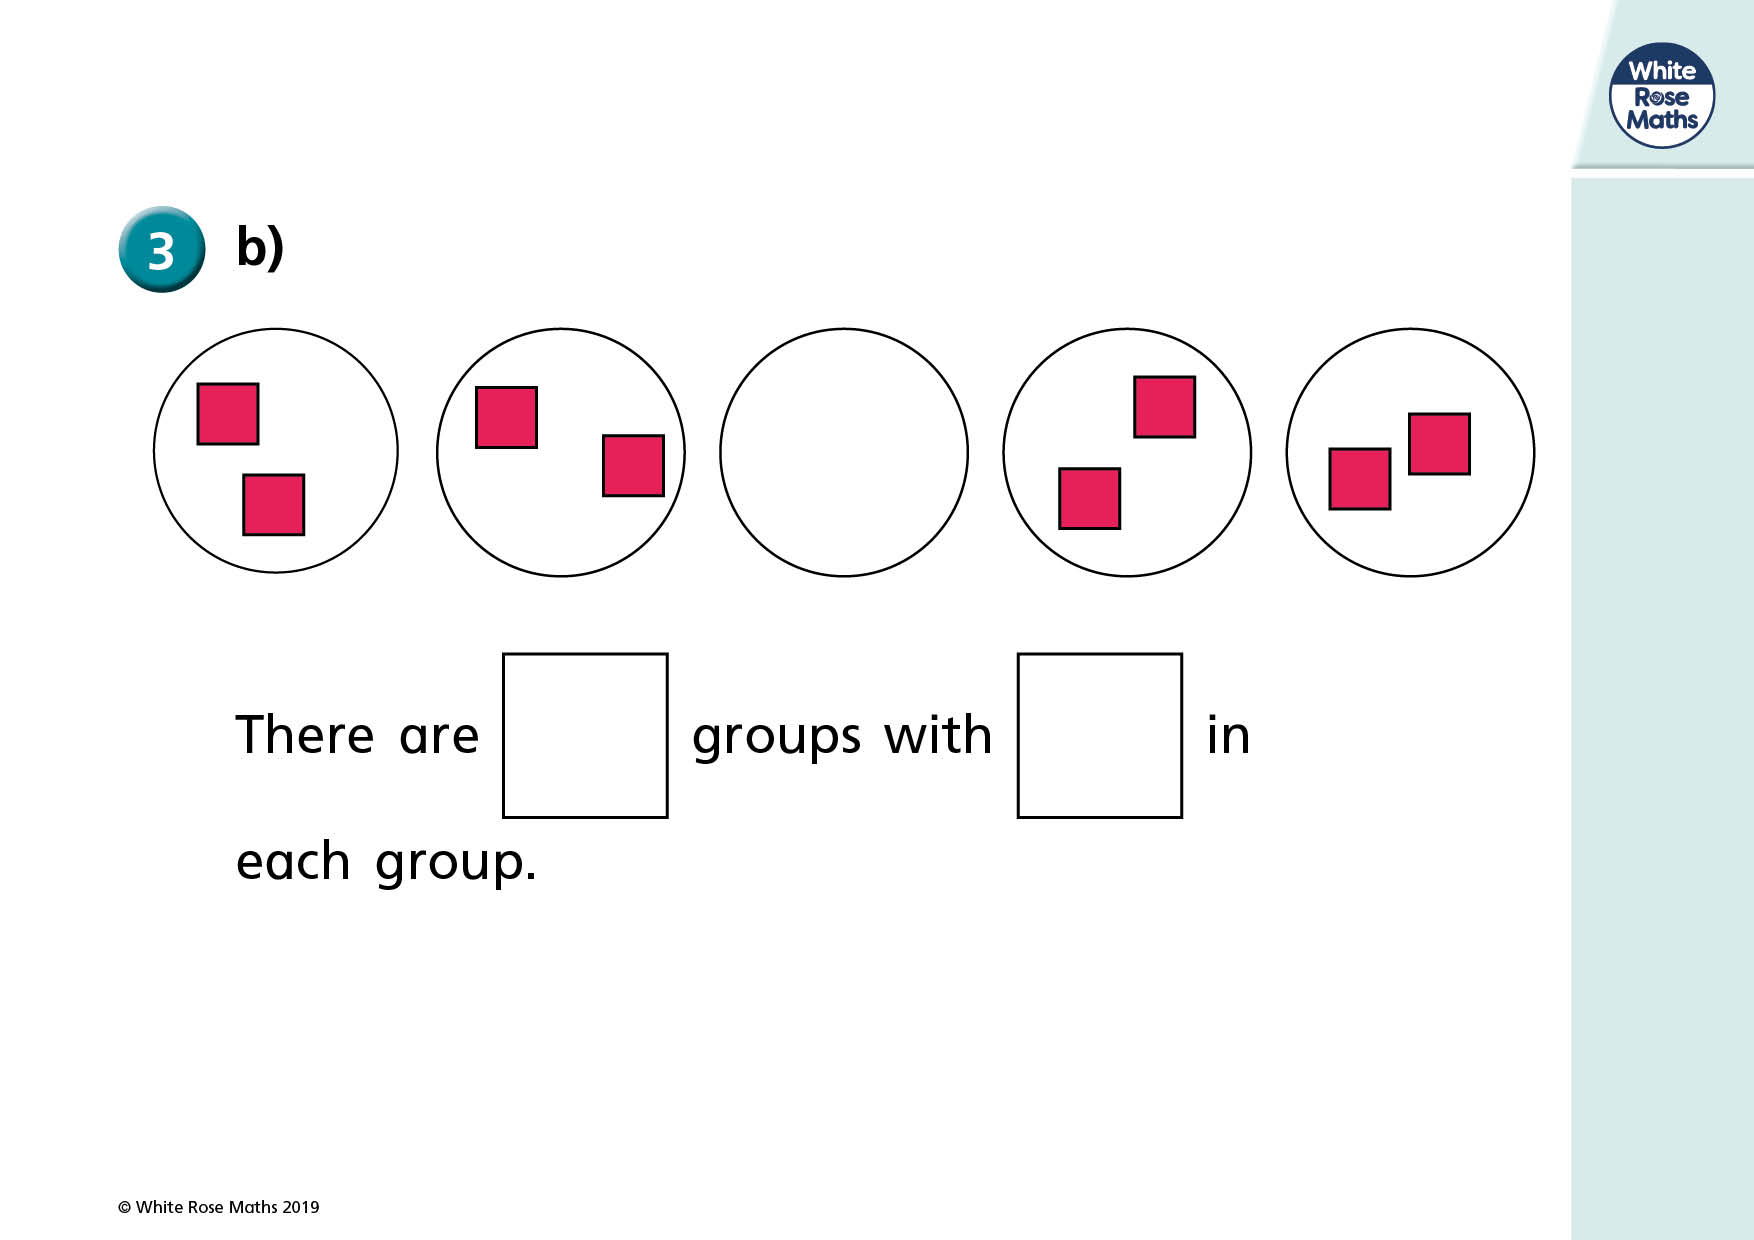 White
Rose
Maths
3 b)
There are groups with in
each group.
© White Rose Maths 2019